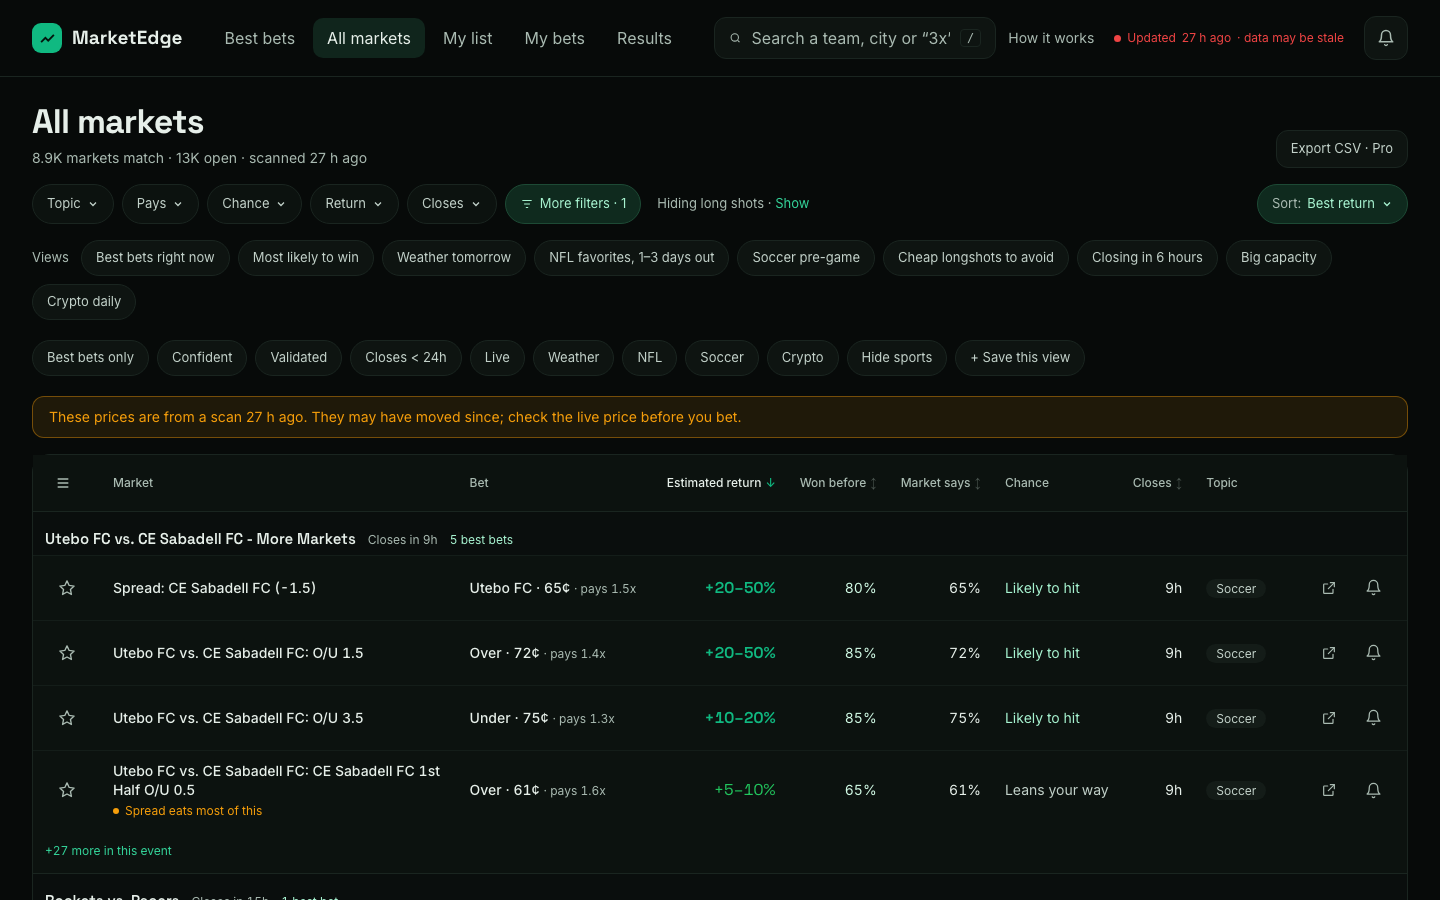 MarketEdge
Best bets
All markets
My list
My bets
Results
Search a team, city or “3x’
/
How it works
Updated 27 h ago · data may be stale
All markets
8.9K markets match · 13K open · scanned 27 h ago
Export CSV · Pro
Topic
Pays
Chance
Return
Closes
More filters · 1
Hiding long shots · Show
Sort: Best return
Views
Best bets right now
Most likely to win
Weather tomorrow
NFL favorites, 1–3 days out
Soccer pre-game
Cheap longshots to avoid
Closing in 6 hours
Big capacity
Crypto daily
Best bets only
Confident
Validated
Closes < 24h
Live
Weather
NFL
Soccer
Crypto
Hide sports
+ Save this view
These prices are from a scan 27 h ago. They may have moved since; check the live price before you bet.
Market
Bet
Estimated return ↓
Won before
Market says
Chance
Closes
Topic
Utebo FC vs. CE Sabadell FC - More Markets
Closes in 9h
5 best bets
Spread: CE Sabadell FC (-1.5)
Utebo FC · 65¢ · pays 1.5x
+20–50%
80%
65%
Likely to hit
9h
Soccer
Utebo FC vs. CE Sabadell FC: O/U 1.5
Over · 72¢ · pays 1.4x
+20–50%
85%
72%
Likely to hit
9h
Soccer
Utebo FC vs. CE Sabadell FC: O/U 3.5
Under · 75¢ · pays 1.3x
+10–20%
85%
75%
Likely to hit
9h
Soccer
Utebo FC vs. CE Sabadell FC: CE Sabadell FC 1st
Half O/U 0.5
Spread eats most of this
Over · 61¢ · pays 1.6x
+5–10%
65%
61%
Leans your way
9h
Soccer
+27 more in this event
Rockets vs. Pacers
Closes in 15h
1 best bet